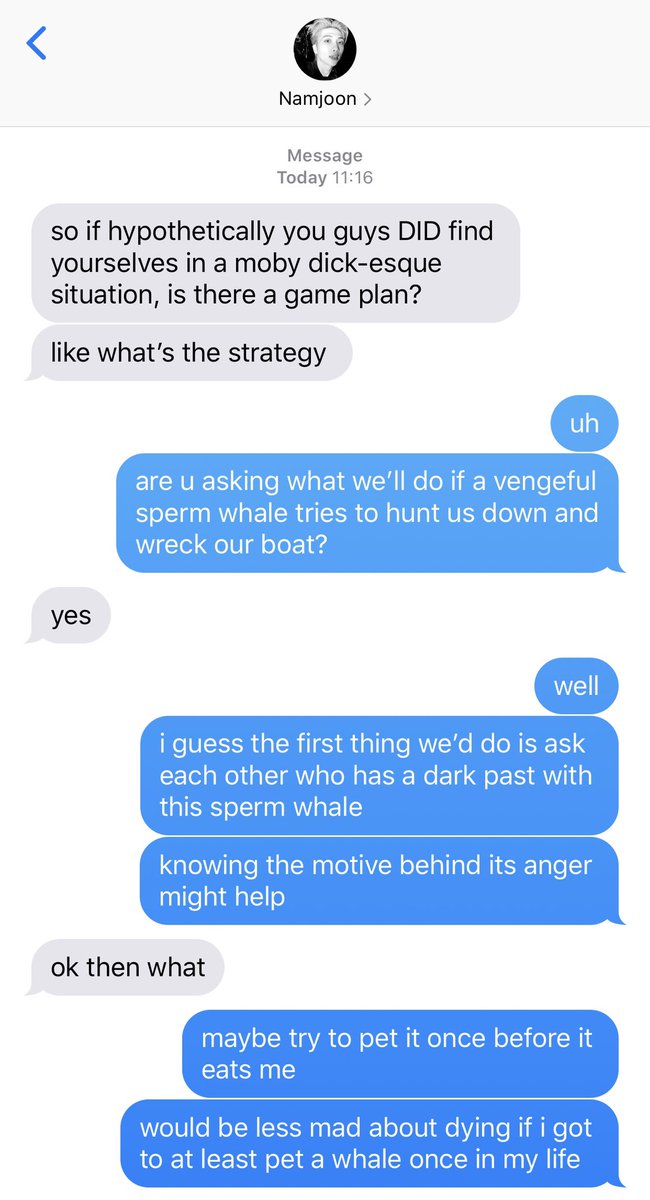 Namjoon
Message
Today 11:16
so if hypothetically you guys DID find
yourselves in a moby dick-esque
situation, is there a game plan?
like what’s the strategy
uh
are u asking what we’ll do if a vengeful
sperm whale tries to hunt us down and
wreck our boat?
yes
well
i guess the first thing we’d do is ask
each other who has a dark past with
this sperm whale
knowing the motive behind its anger
might help
ok then what
maybe try to pet it once before it
eats me
would be less mad about dying if i got
to at least pet a whale once in my life